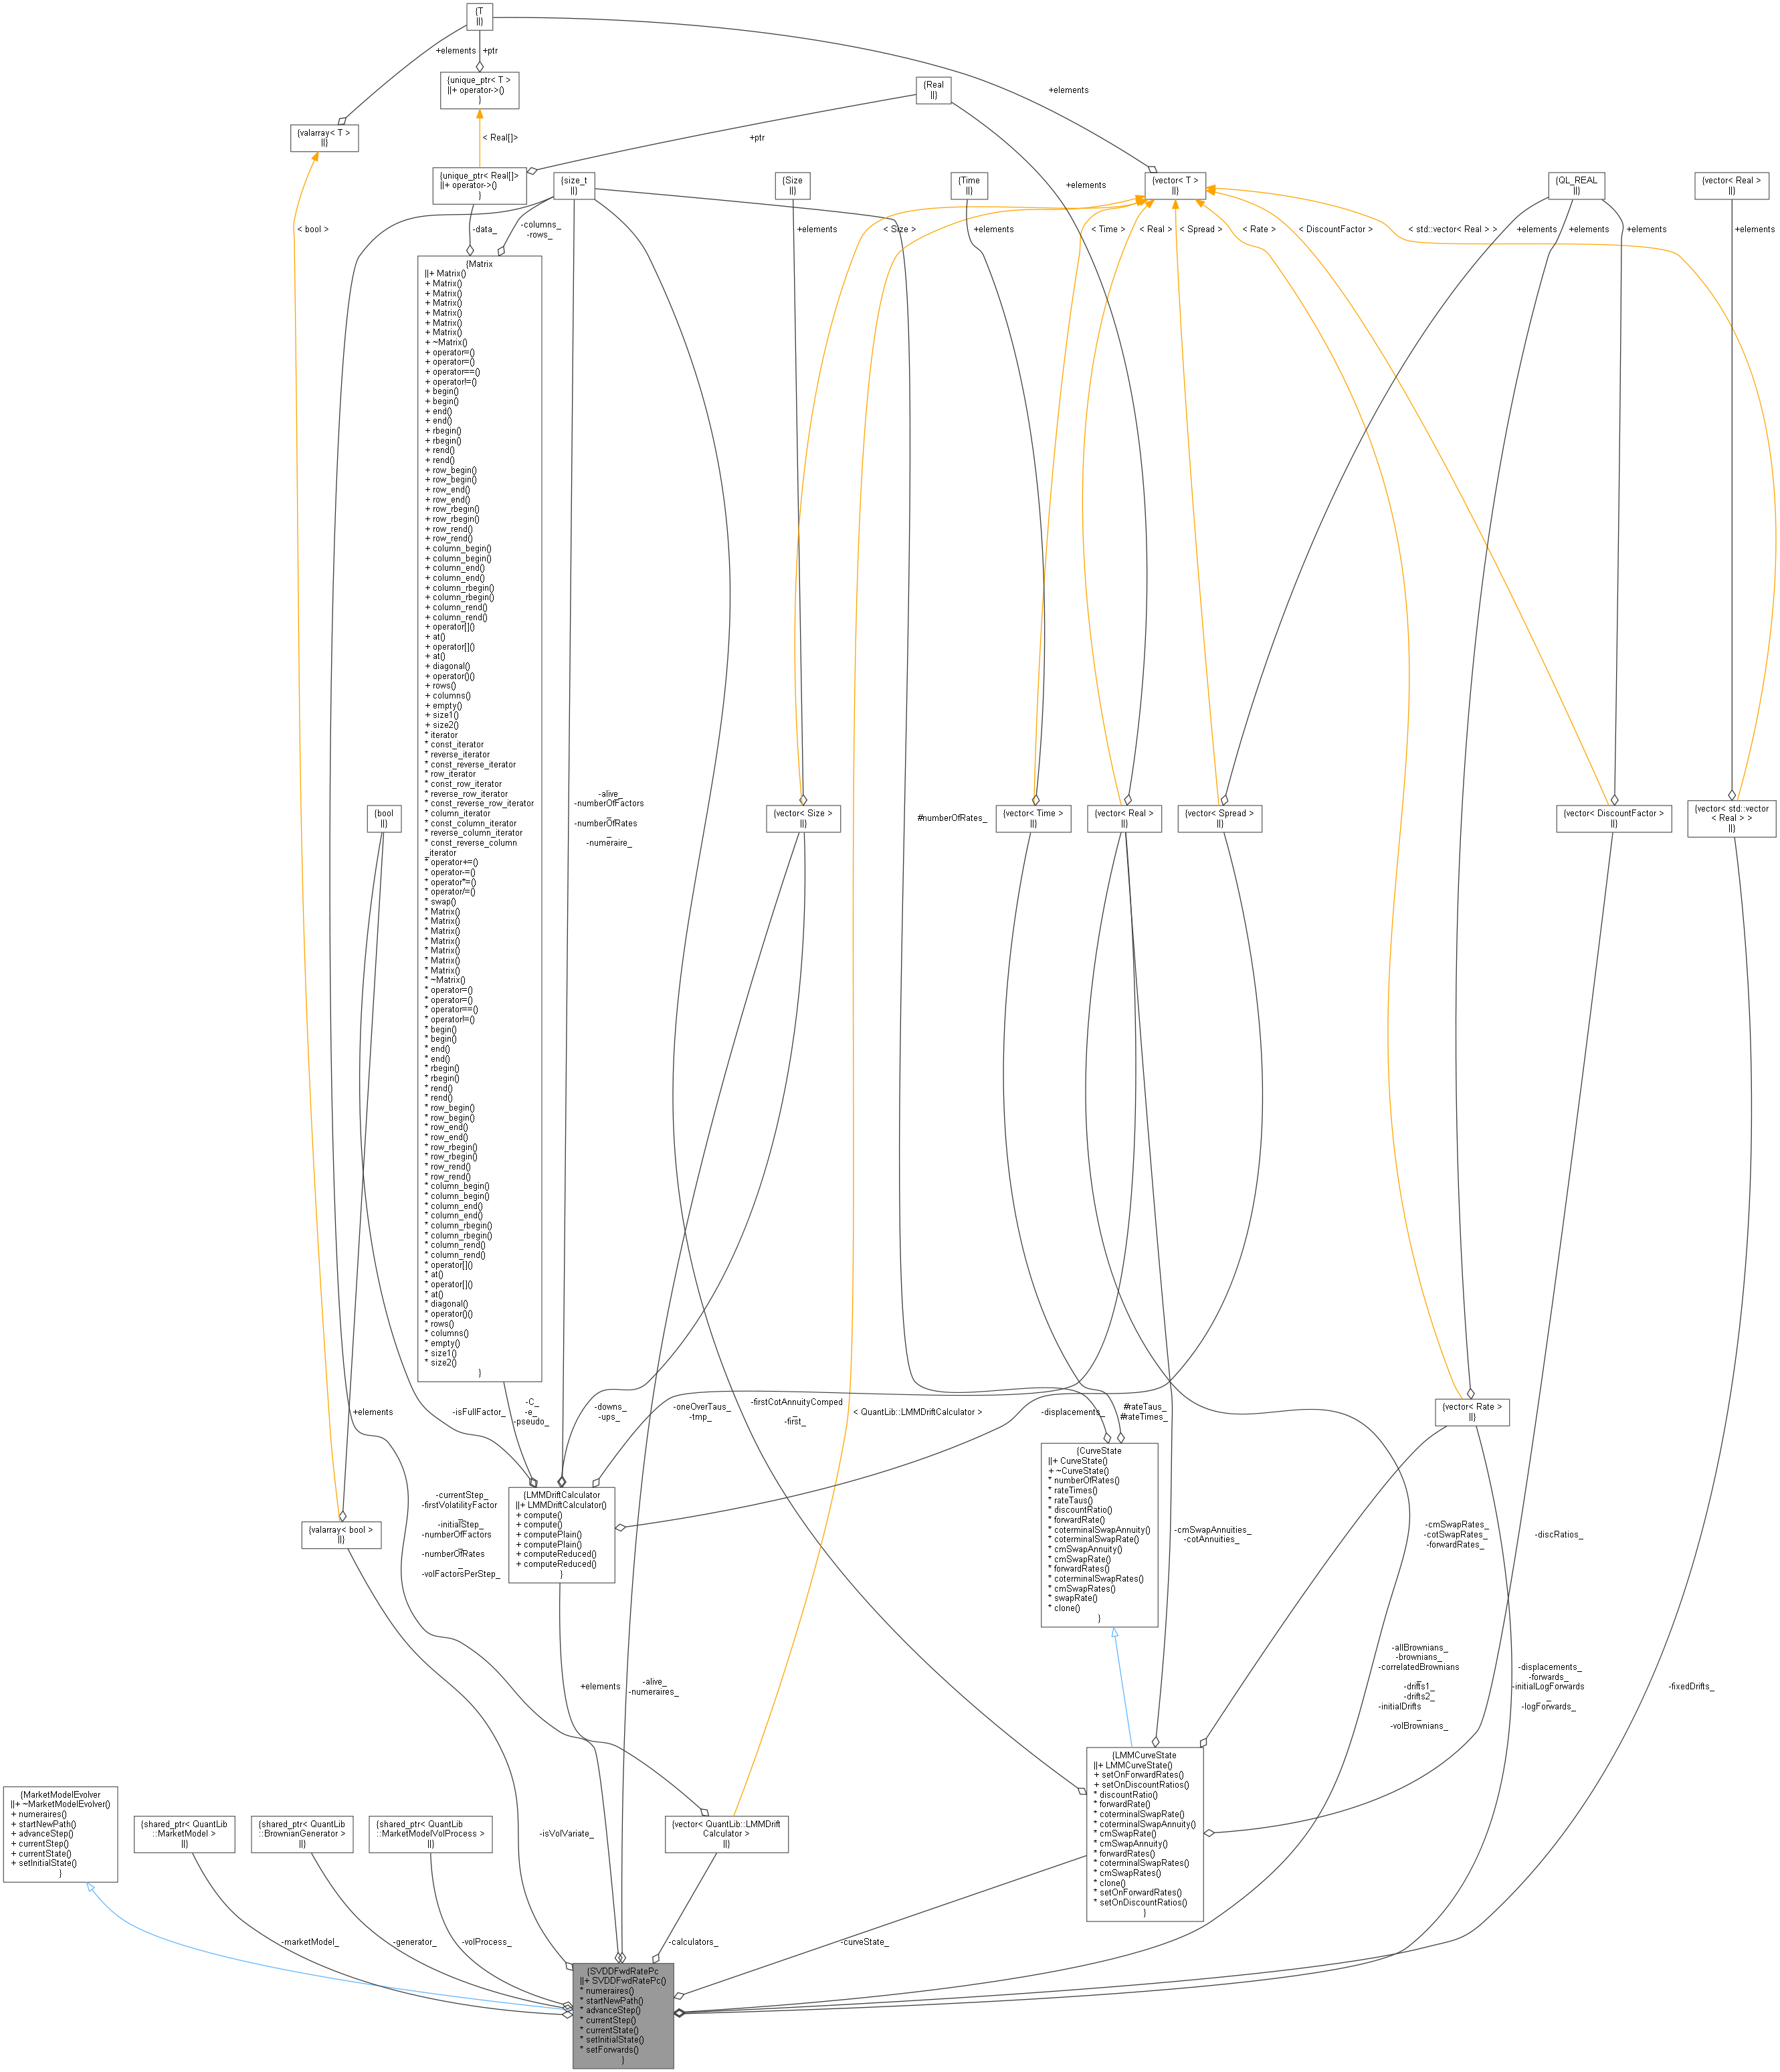 {T
||}
+elements
+ptr
{unique_ptr< T >
||+ operator->()
}
{Real
||}
+elements
{valarray< T >
||}
< Real[]>
+ptr
{unique_ptr< Real[]>
||+ operator->()
}
{size_t
||}
{Size
||}
{Time
||}
+elements
{vector< T >
||}
{QL_REAL
||}
{vector< Real >
||}
< bool >
-data_
-columns_
-rows_
+elements
< Size >
+elements
< Time >
< Real >
< Spread >
< Rate >
< DiscountFactor >
< std::vector< Real > >
+elements
+elements
+elements
+elements
{Matrix
||+ Matrix()
+ Matrix()
+ Matrix()
+ Matrix()
+ Matrix()
+ Matrix()
+ Matrix()
+ ~Matrix()
+ operator=()
+ operator=()
+ operator==()
+ operator!=()
+ begin()
+ begin()
+ end()
+ end()
+ rbegin()
+ rbegin()
+ rend()
+ rend()
+ row_begin()
+ row_begin()
+ row_end()
+ row_end()
+ row_rbegin()
+ row_rbegin()
+ row_rend()
+ row_rend()
+ column_begin()
+ column_begin()
+ column_end()
+ column_end()
+ column_rbegin()
+ column_rbegin()
+ column_rend()
+ column_rend()
+ operator[]()
+ at()
+ operator[]()
+ at()
+ diagonal()
+ operator()()
+ rows()
+ columns()
+ empty()
+ size1()
+ size2()
* iterator
* const_iterator
* reverse_iterator
* const_reverse_iterator
* row_iterator
* const_row_iterator
* reverse_row_iterator
* const_reverse_row_iterator
* column_iterator
* const_column_iterator
* reverse_column_iterator
* const_reverse_column
_iterator
* operator+=()
* operator-=()
* operator*=()
* operator/=()
* swap()
* Matrix()
* Matrix()
* Matrix()
* Matrix()
* Matrix()
* Matrix()
* Matrix()
* ~Matrix()
* operator=()
* operator=()
* operator==()
* operator!=()
* begin()
* begin()
* end()
* end()
* rbegin()
* rbegin()
* rend()
* rend()
* row_begin()
* row_begin()
* row_end()
* row_end()
* row_rbegin()
* row_rbegin()
* row_rend()
* row_rend()
* column_begin()
* column_begin()
* column_end()
* column_end()
* column_rbegin()
* column_rbegin()
* column_rend()
* column_rend()
* operator[]()
* at()
* operator[]()
* at()
* diagonal()
* operator()()
* rows()
* columns()
* empty()
* size1()
* size2()
}
{bool
||}
-alive_
-numberOfFactors
_
-numberOfRates
_
-numeraire_
{vector< Size >
||}
#numberOfRates_
{vector< Time >
||}
{vector< Real >
||}
{vector< Spread >
||}
{vector< DiscountFactor >
||}
{vector< std::vector
< Real > >
||}
+elements
-isFullFactor_
-C_
-e_
-pseudo_
-downs_
-ups_
-oneOverTaus_
-tmp_
-firstCotAnnuityComped
_
-first_
< QuantLib::LMMDriftCalculator >
-displacements_
#rateTaus_
#rateTimes_
{vector< Rate >
||}
{CurveState
||+ CurveState()
+ ~CurveState()
* numberOfRates()
* rateTimes()
* rateTaus()
* discountRatio()
* forwardRate()
* coterminalSwapAnnuity()
* coterminalSwapRate()
* cmSwapAnnuity()
* cmSwapRate()
* forwardRates()
* coterminalSwapRates()
* cmSwapRates()
* swapRate()
* clone()
}
{LMMDriftCalculator
||+ LMMDriftCalculator()
+ compute()
+ compute()
+ computePlain()
+ computePlain()
+ computeReduced()
+ computeReduced()
}
{valarray< bool >
||}
-currentStep_
-firstVolatilityFactor
_
-initialStep_
-numberOfFactors
_
-numberOfRates
_
-volFactorsPerStep_
-cmSwapAnnuities_
-cotAnnuities_
-cmSwapRates_
-cotSwapRates_
-forwardRates_
-discRatios_
+elements
-alive_
-numeraires_
-allBrownians_
-brownians_
-correlatedBrownians
_
-drifts1_
-drifts2_
-initialDrifts
_
-volBrownians_
-displacements_
-forwards_
-initialLogForwards
_
-logForwards_
-fixedDrifts_
{MarketModelEvolver
||+ ~MarketModelEvolver()
+ numeraires()
+ startNewPath()
+ advanceStep()
+ currentStep()
+ currentState()
+ setInitialState()
}
{shared_ptr< QuantLib
::MarketModel >
||}
{shared_ptr< QuantLib
::BrownianGenerator >
||}
{shared_ptr< QuantLib
::MarketModelVolProcess >
||}
-isVolVariate_
{vector< QuantLib::LMMDrift
Calculator >
||}
{LMMCurveState
||+ LMMCurveState()
+ setOnForwardRates()
+ setOnDiscountRatios()
* discountRatio()
* forwardRate()
* coterminalSwapRate()
* coterminalSwapAnnuity()
* cmSwapRate()
* cmSwapAnnuity()
* forwardRates()
* coterminalSwapRates()
* cmSwapRates()
* clone()
* setOnForwardRates()
* setOnDiscountRatios()
}
-marketModel_
-generator_
-volProcess_
-calculators_
-curveState_
{SVDDFwdRatePc
||+ SVDDFwdRatePc()
* numeraires()
* startNewPath()
* advanceStep()
* currentStep()
* currentState()
* setInitialState()
* setForwards()
}